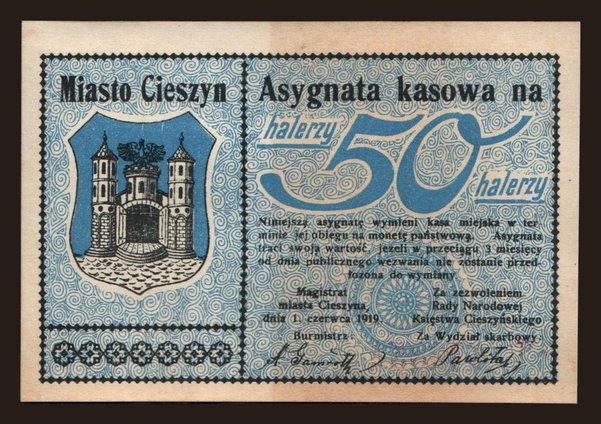 Miasto Cieszyn
Asygnata kasowa na
halerzy 50 halerzy
Niniejszą asygnatę wymieni kasa miejska w ter-
minie jej obiegu na monetę państwową. Asygnata
traci swoją wartość, jeżeli w przeciągu 3 miesięcy
od dnia publicznego wezwania nie zostanie przed-
łożona do wymiany
Magistrat
miasta Cieszyna,
dnia 1. czerwca 1919.
Burmistrz
Za zezwoleniem
Rady Narodowej
Księstwa Cieszyńskiego
Za Wydział skarbowy.